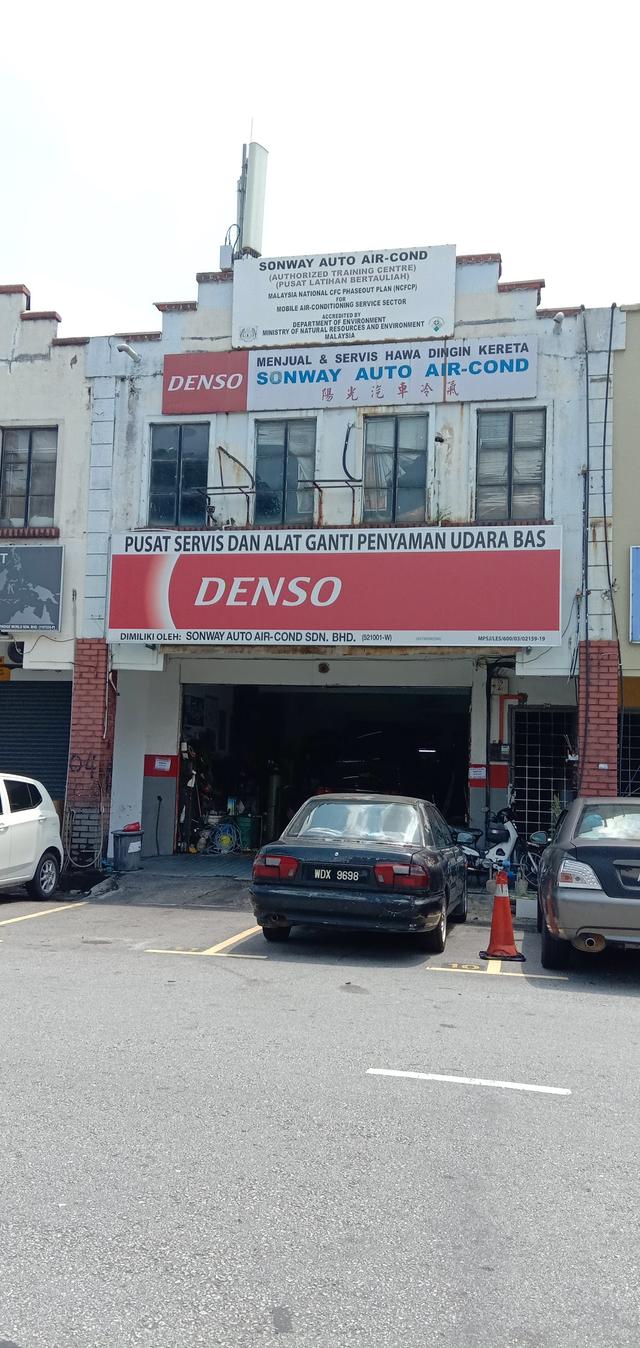 SONWAY AUTO AIR-COND
(AUTHORIZED TRAINING CENTRE)
(PUSAT LATIHAN BERTAULIAH)
MALAYSIA NATIONAL CFC PHASEOUT PLAN (NCFCP)
FOR
MOBILE AIR-CONDITIONING SERVICE SECTOR
ACCREDITED BY
DEPARTMENT OF ENVIRONMENT
MINISTRY OF NATURAL RESOURCES AND ENVIRONMENT
MALAYSIA
DENSO
MENJUAL & SERVIS HAWA DINGIN KERETA
SONWAY AUTO AIR-COND
陽光汽車冷氣
PUSAT SERVIS DAN ALAT GANTI PENYAMAN UDARA BAS
DENSO
DIMILIKI OLEH: SONWAY AUTO AIR-COND SDN. BHD. (521001-W)
MPSJ/LES/600/03/02159-19
WDX 9698
10
04